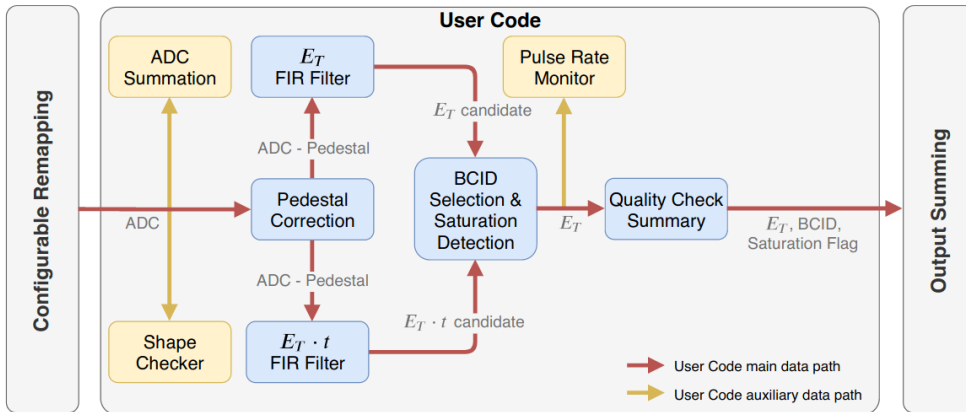 User Code
Configurable Remapping
ADC
Summation
E_T
FIR Filter
Pulse Rate
Monitor
E_T candidate
ADC - Pedestal
ADC
Pedestal
Correction
BCID
Selection &
Saturation
Detection
E_T
Quality Check
Summary
E_T, BCID,
Saturation Flag
Output Summing
ADC - Pedestal
E_T · t candidate
Shape
Checker
E_T · t
FIR Filter
User Code main data path
User Code auxiliary data path